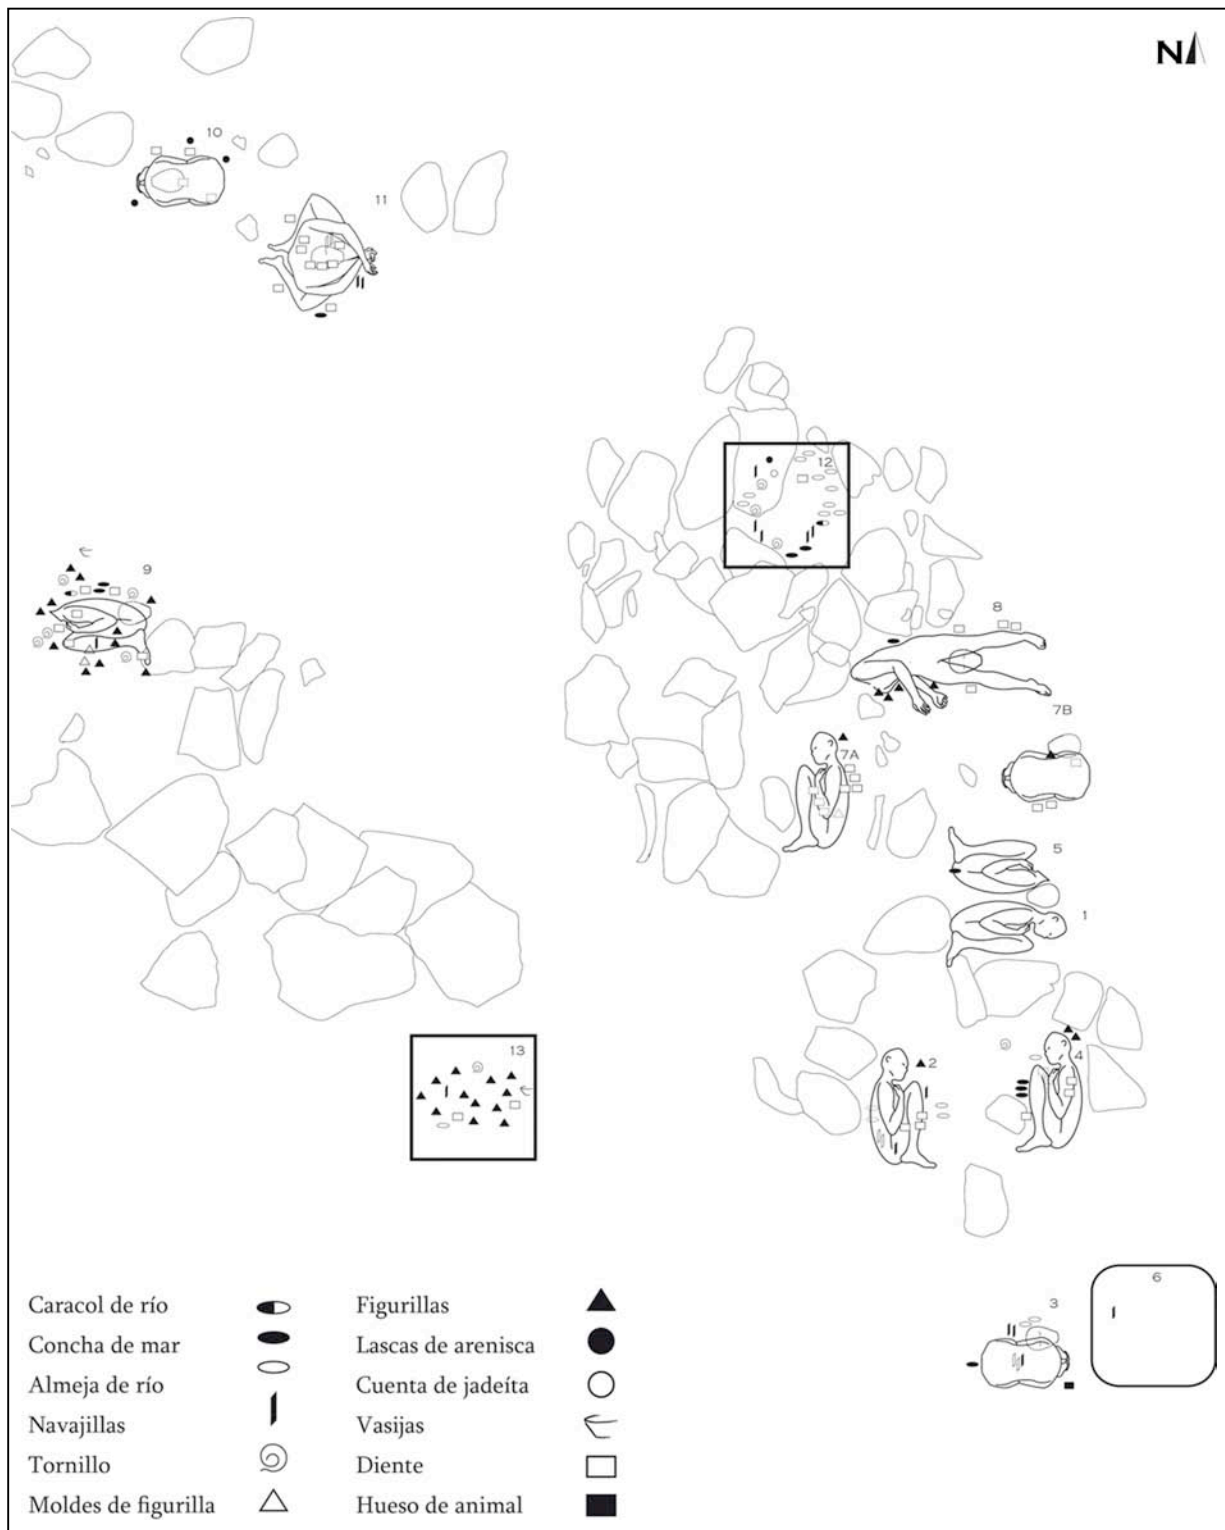 N
10
11
12
9
8
7B
7A
5
1
13
2
4
6
3
Caracol de río
Concha de mar
Almeja de río
Navajillas
Tornillo
Moldes de figurilla
Figurillas
Lascas de arenisca
Cuenta de jadeíta
Vasijas
Diente
Hueso de animal